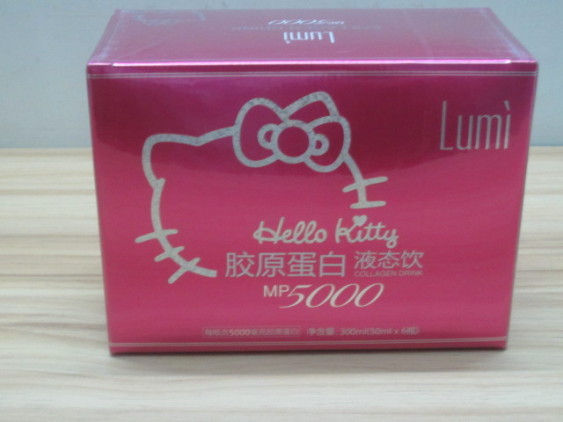 Lumì
Lumì
Hello Kitty
胶原蛋白 液态饮
COLLAGEN DRINK
MP5000
净含量: 300ml(50ml x 6瓶)